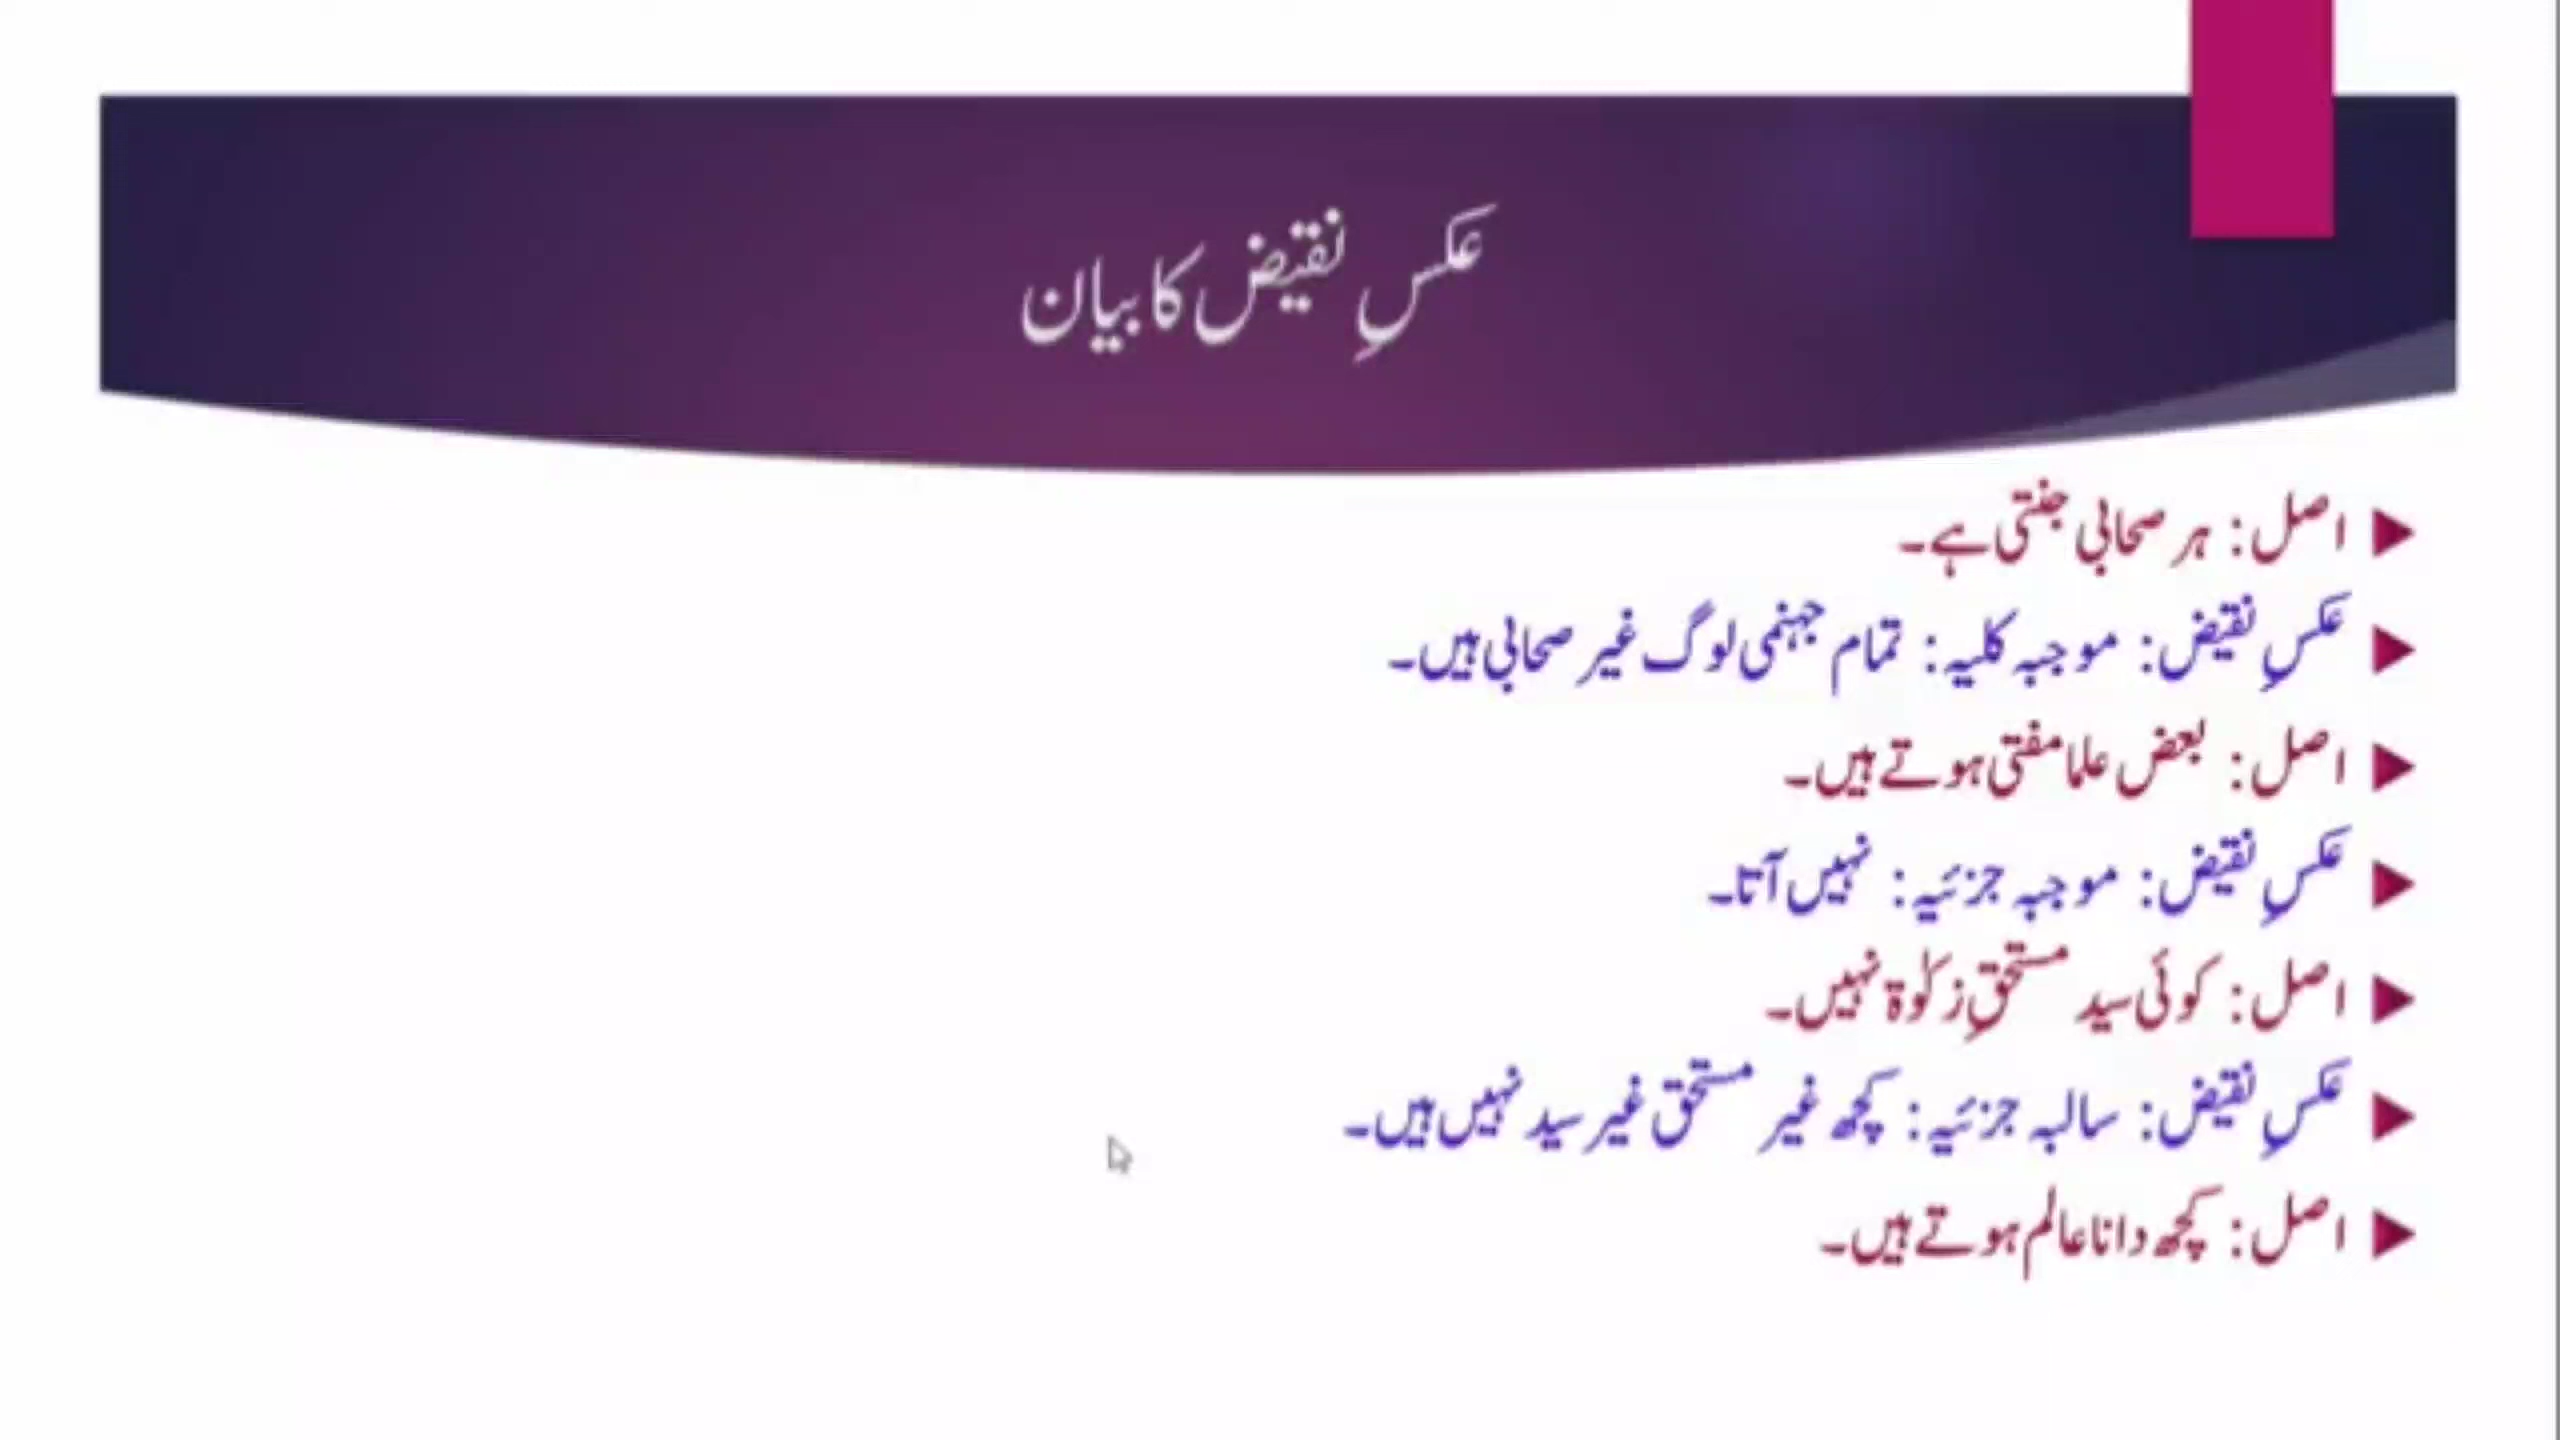 عکسِ نقیض کا بیان
اصل: ہر صحابی جنتی ہے۔
عکسِ نقیض: موجبہ کلیہ: تمام جہنمی لوگ غیر صحابی ہیں۔
اصل: بعض علما مفتی ہوتے ہیں۔
عکسِ نقیض: موجبہ جزئیہ: نہیں آتا۔
اصل: کوئی سید مستحقِ زکوٰۃ نہیں۔
عکسِ نقیض: سالبہ جزئیہ: کچھ غیر مستحق غیر سید نہیں ہیں۔
اصل: کچھ دانا عالم ہوتے ہیں۔